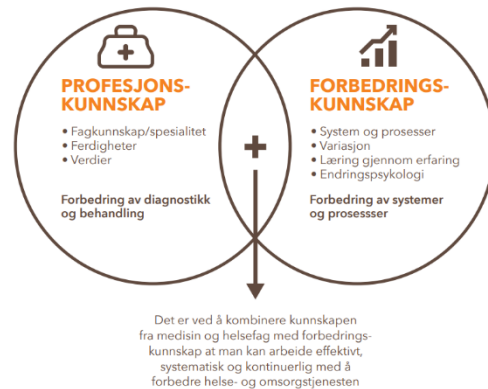 PROFESJONS-
KUNNSKAP
• Fagkunnskap/spesialitet
• Ferdigheter
• Verdier
Forbedring av diagnostikk
og behandling
+
FORBEDRINGS-
KUNNSKAP
• System og prosesser
• Variasjon
• Læring gjennom erfaring
• Endringspsykologi
Forbedring av systemer
og prosessser
Det er ved å kombinere kunnskapen
fra medisin og helsefag med forbedrings-
kunnskap at man kan arbeide effektivt,
systematisk og kontinuerlig med å
forbedre helse- og omsorgstjenesten